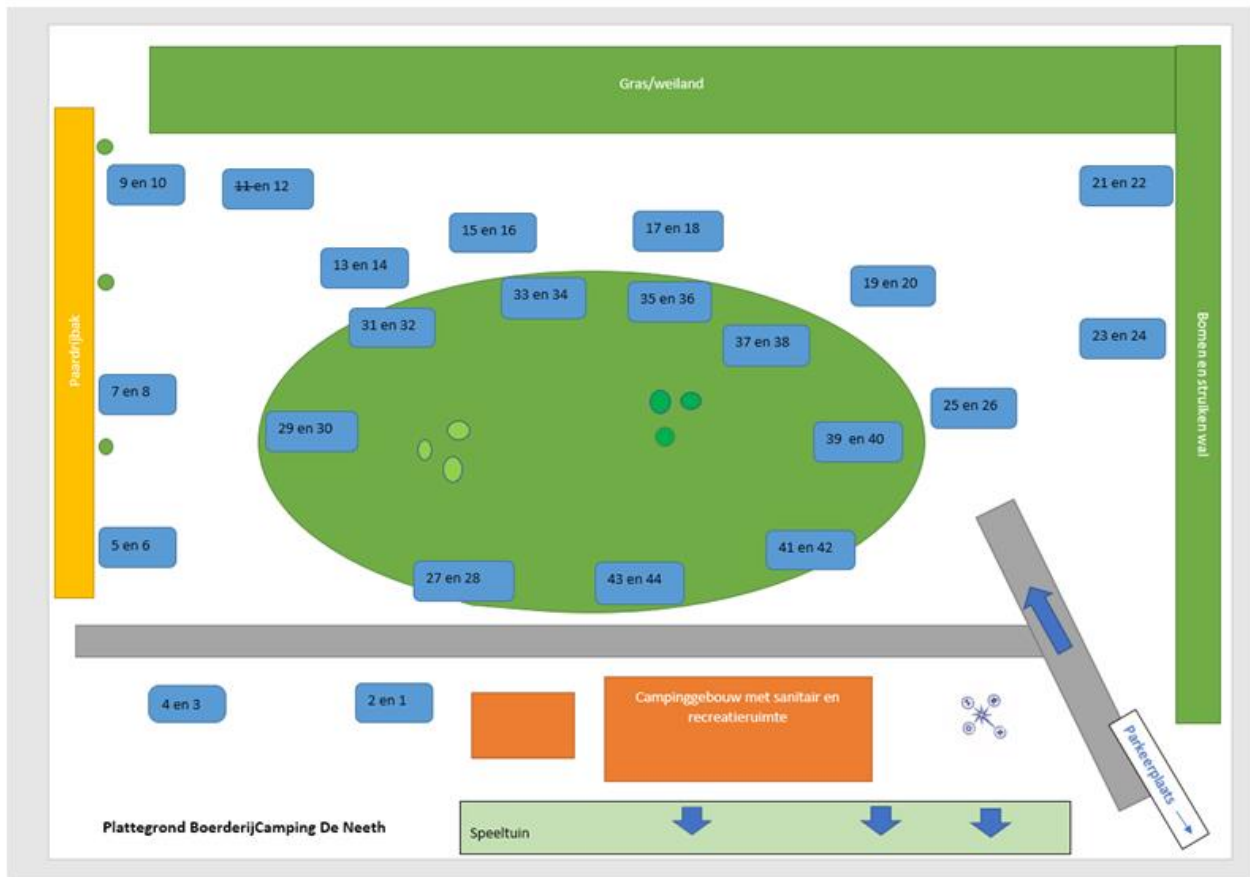 Gras/weiland
9 en 10
11 en 12
21 en 22
15 en 16
17 en 18
13 en 14
19 en 20
33 en 34
35 en 36
31 en 32
37 en 38
23 en 24
Paardrijbak
Bomen en struiken wal
7 en 8
25 en 26
29 en 30
39 en 40
5 en 6
41 en 42
27 en 28
43 en 44
4 en 3
2 en 1
Campinggebouw met sanitair en
recreatieruimte
Parkeerplaats
Plattegrond BoerderijCamping De Neeth
Speeltuin